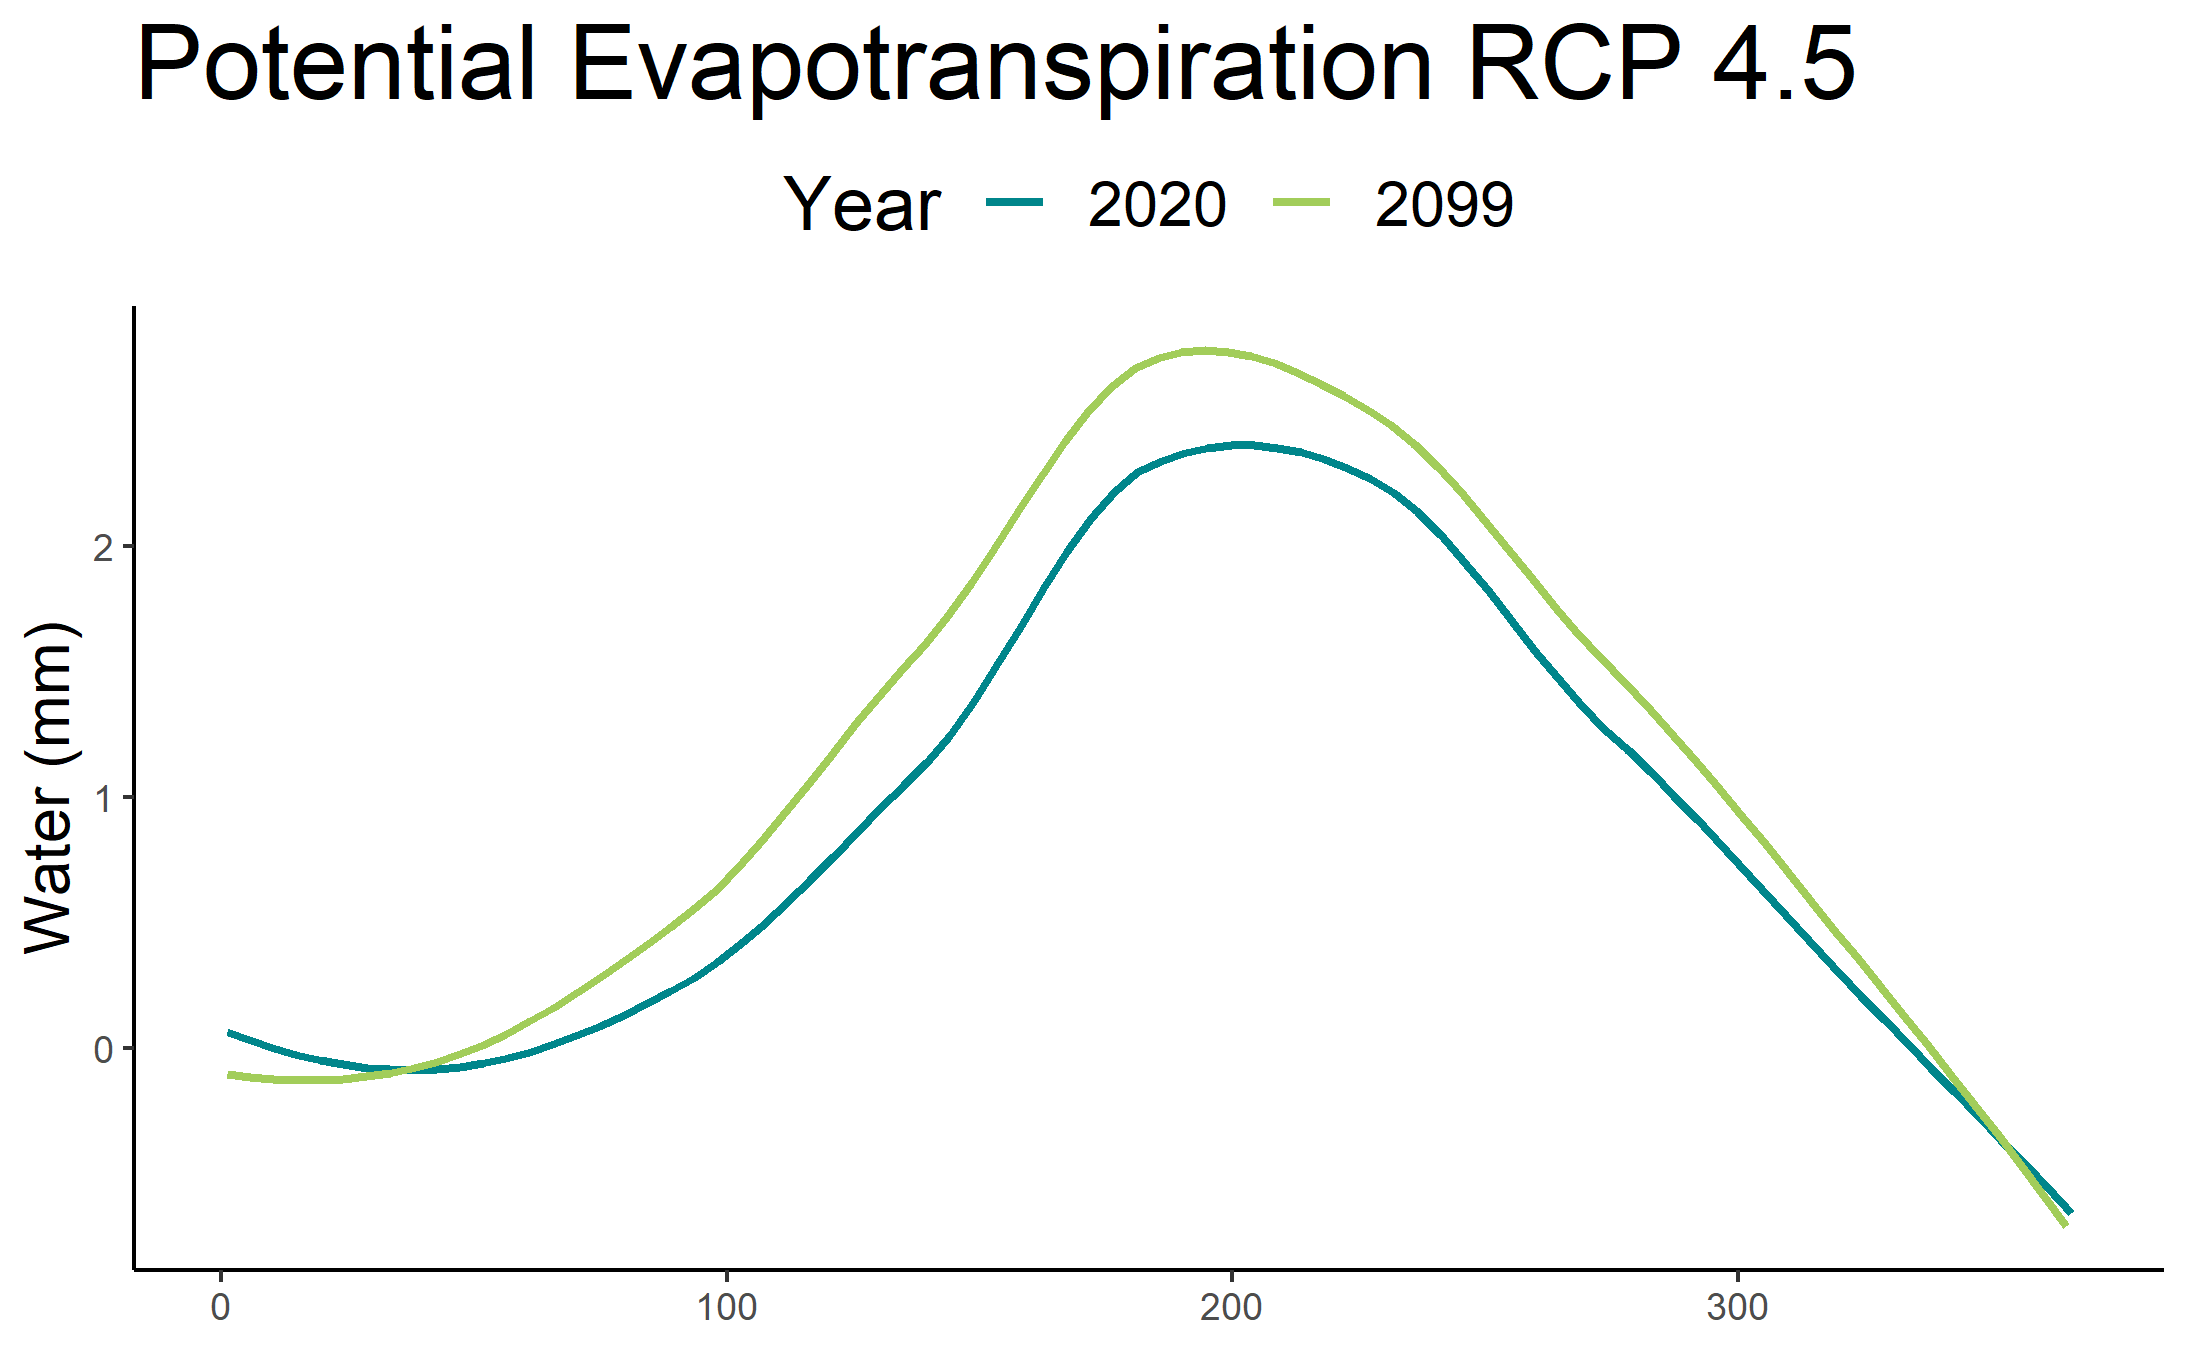 Potential Evapotranspiration RCP 4.5
Year 2020 2099
Water (mm)
2
1
0
0 100 200 300